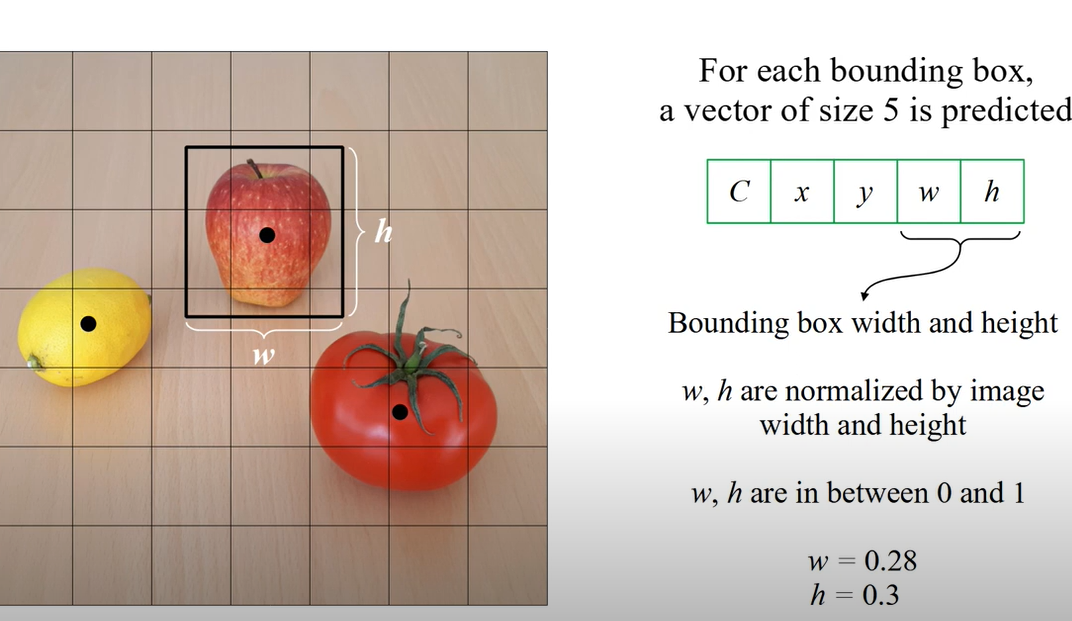 h
w
For each bounding box,
a vector of size 5 is predicted
C x y w h
Bounding box width and height
w, h are normalized by image
width and height
w, h are in between 0 and 1
w = 0.28
h = 0.3